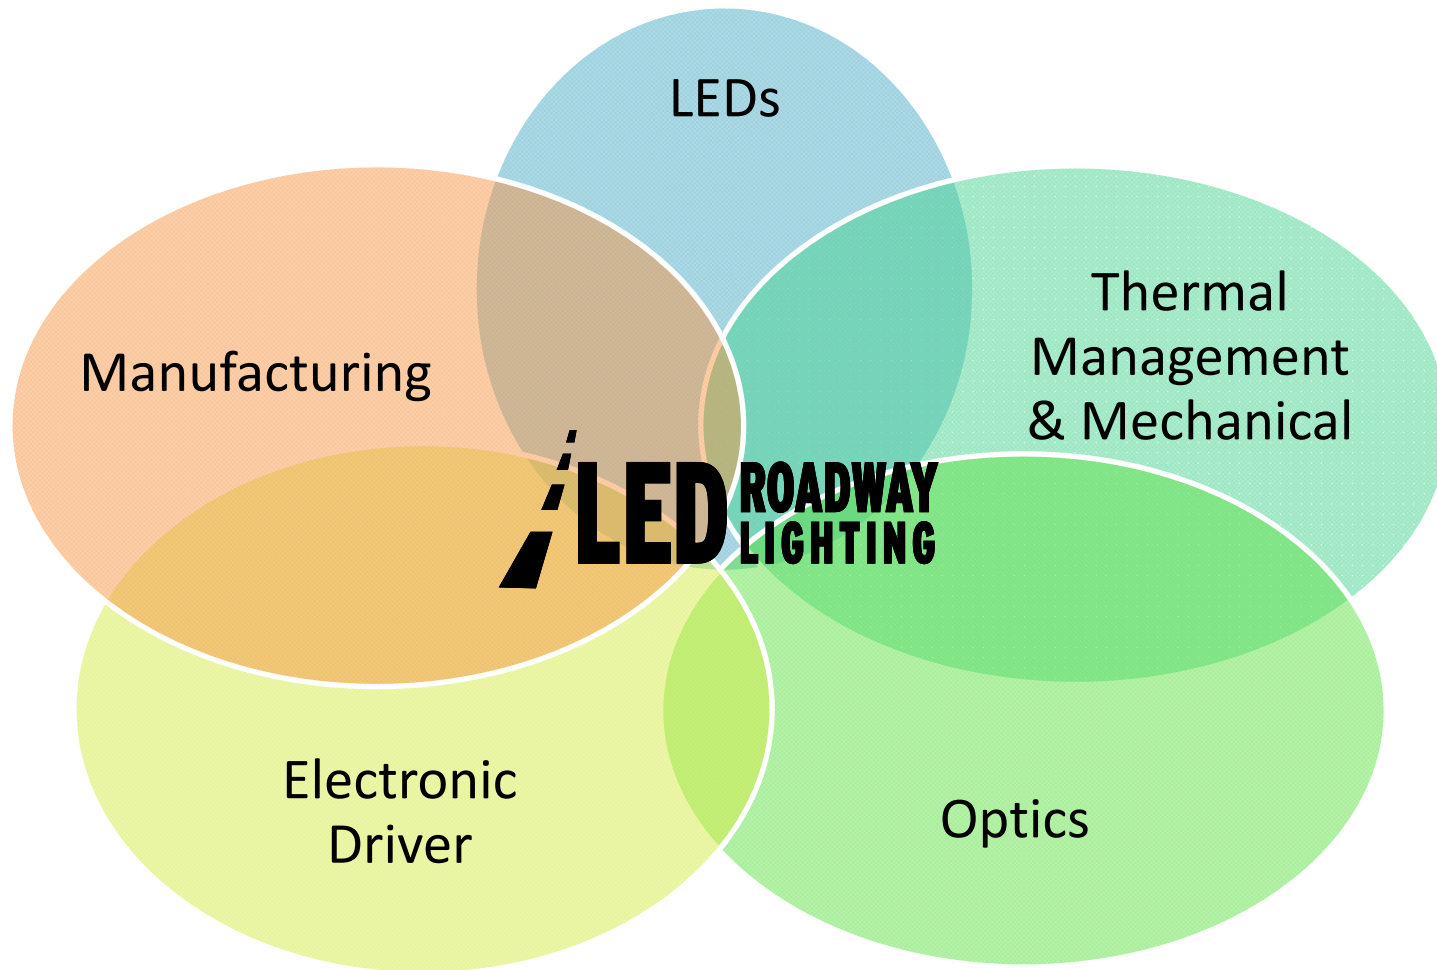 LEDs
Thermal
Management
& Mechanical
Manufacturing
LED ROADWAY
LIGHTING
Electronic
Driver
Optics